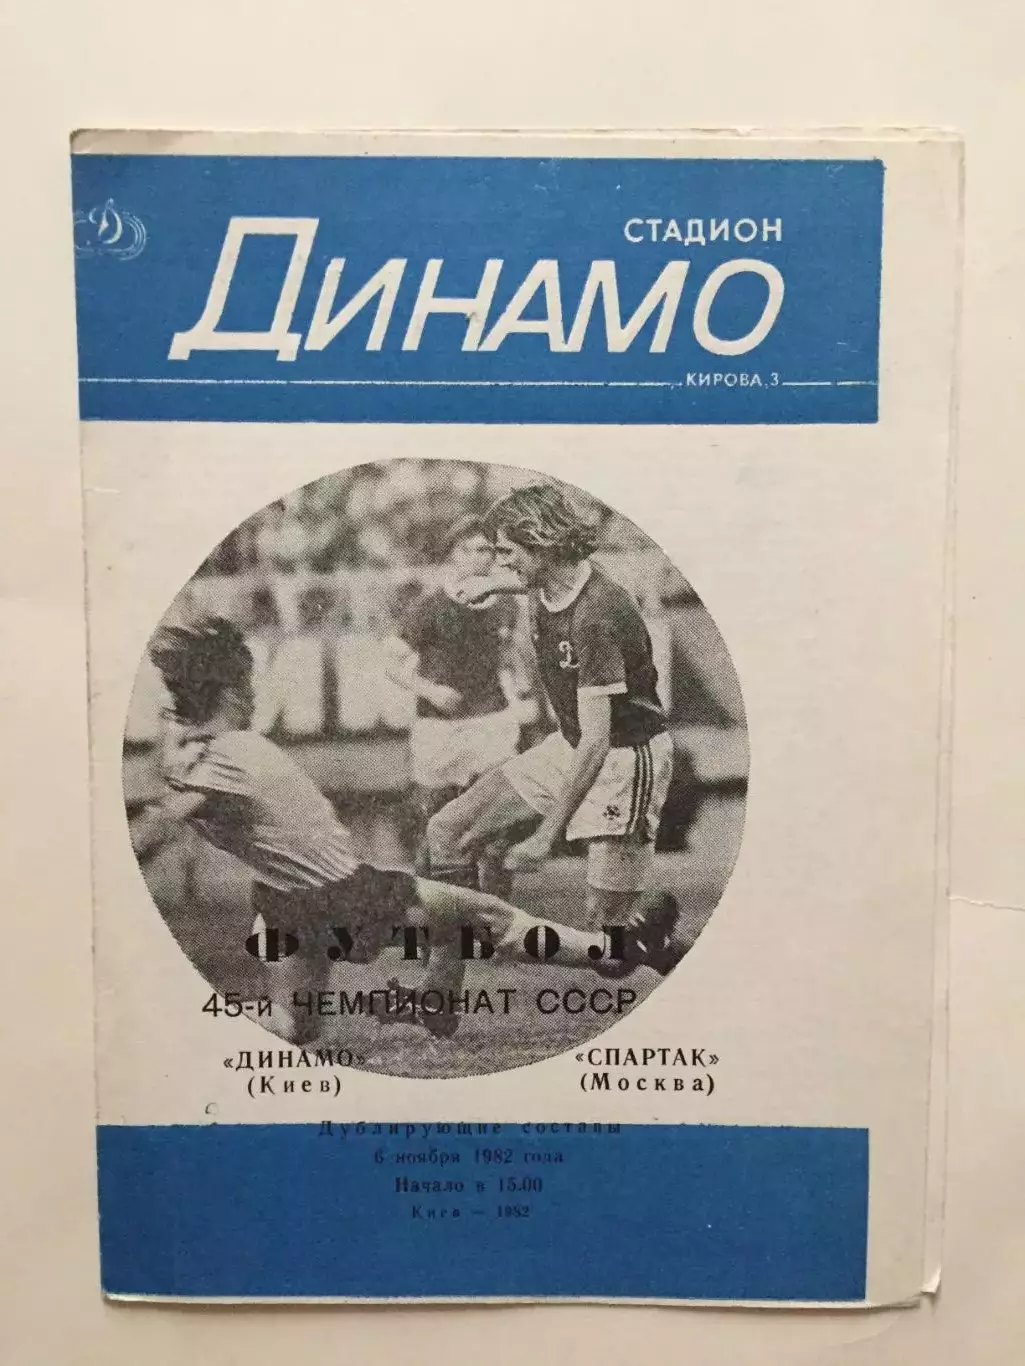 СТАДИОН
ДИНАМО
КИРОВА, 3
Д
ФУТБОЛ
45-й ЧЕМПИОНАТ СССР
«ДИНАМО» «СПАРТАК»
(Киев) (Москва)
Дублирующие составы
6 ноября 1982 года
Начало в 15.00
Киев — 1982